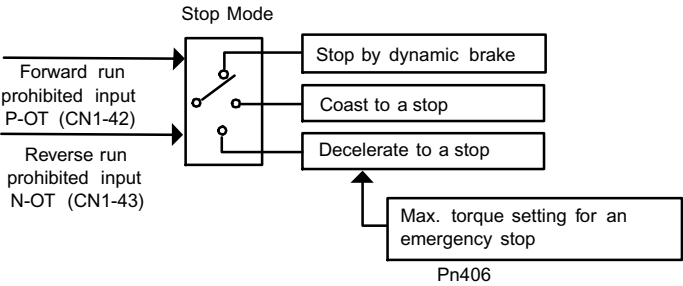 Stop Mode
Forward run
prohibited input
P-OT (CN1-42)
Reverse run
prohibited input
N-OT (CN1-43)
Stop by dynamic brake
Coast to a stop
Decelerate to a stop
Max. torque setting for an
emergency stop
Pn406